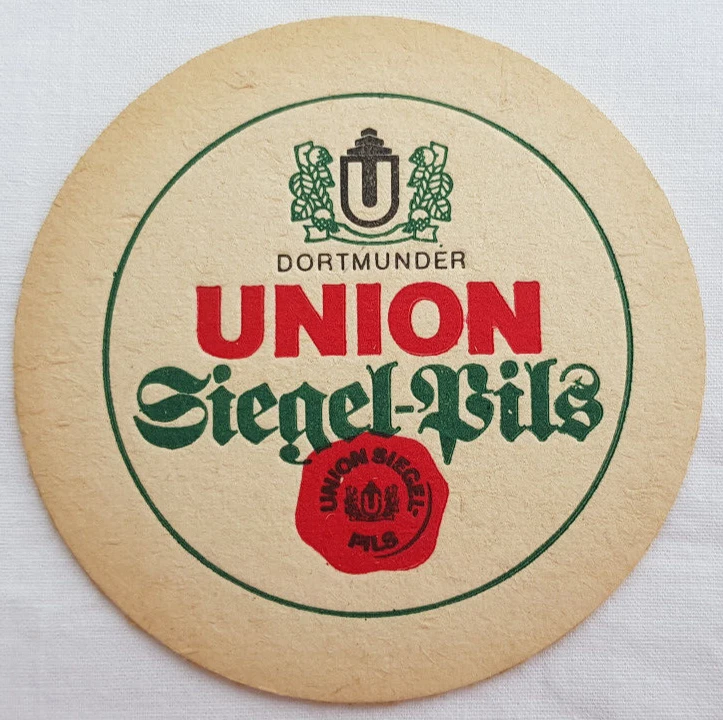 U
DORTMUNDER
UNION
Siegel-Pils
UNION SIEGEL-
PILS